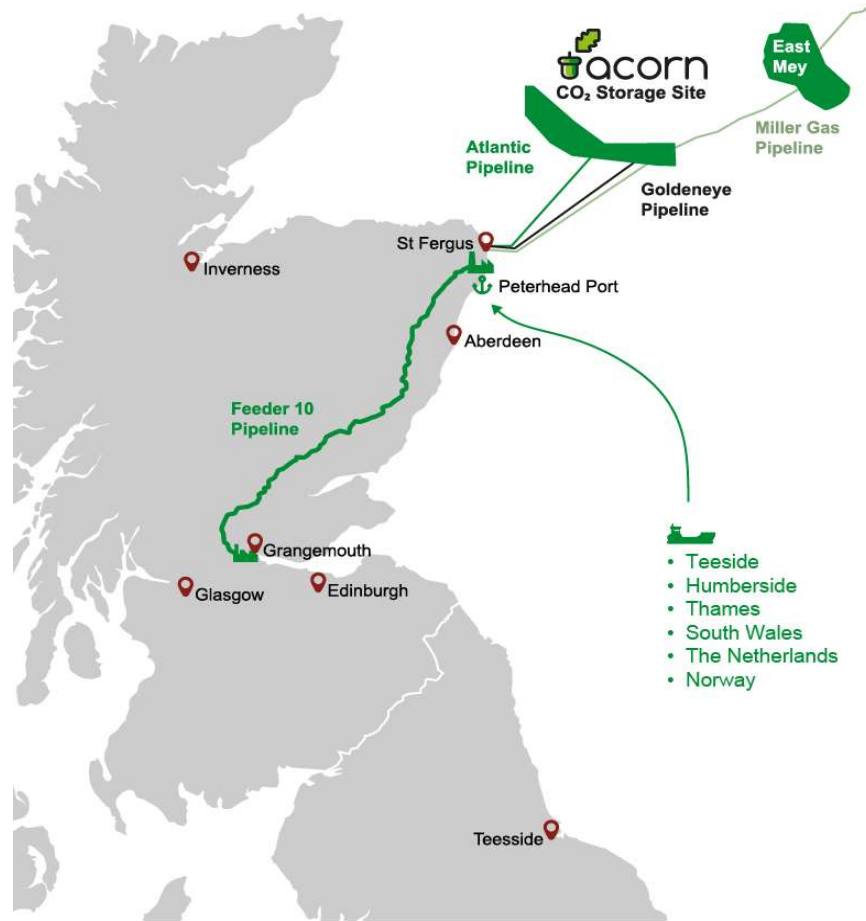 acorn
CO₂ Storage Site
East
Mey
Miller Gas
Pipeline
Atlantic
Pipeline
Goldeneye
Pipeline
St Fergus
Inverness
Peterhead Port
Aberdeen
Feeder 10
Pipeline
Grangemouth
Glasgow
Edinburgh
• Teeside
• Humberside
• Thames
• South Wales
• The Netherlands
• Norway
Teesside